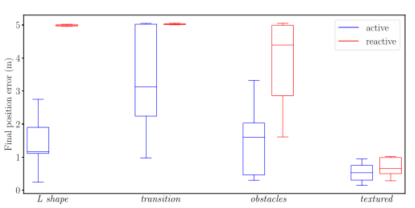 Final position error (m)
5
4
3
2
1
0
active
reactive
L shape
transition
obstacles
textured